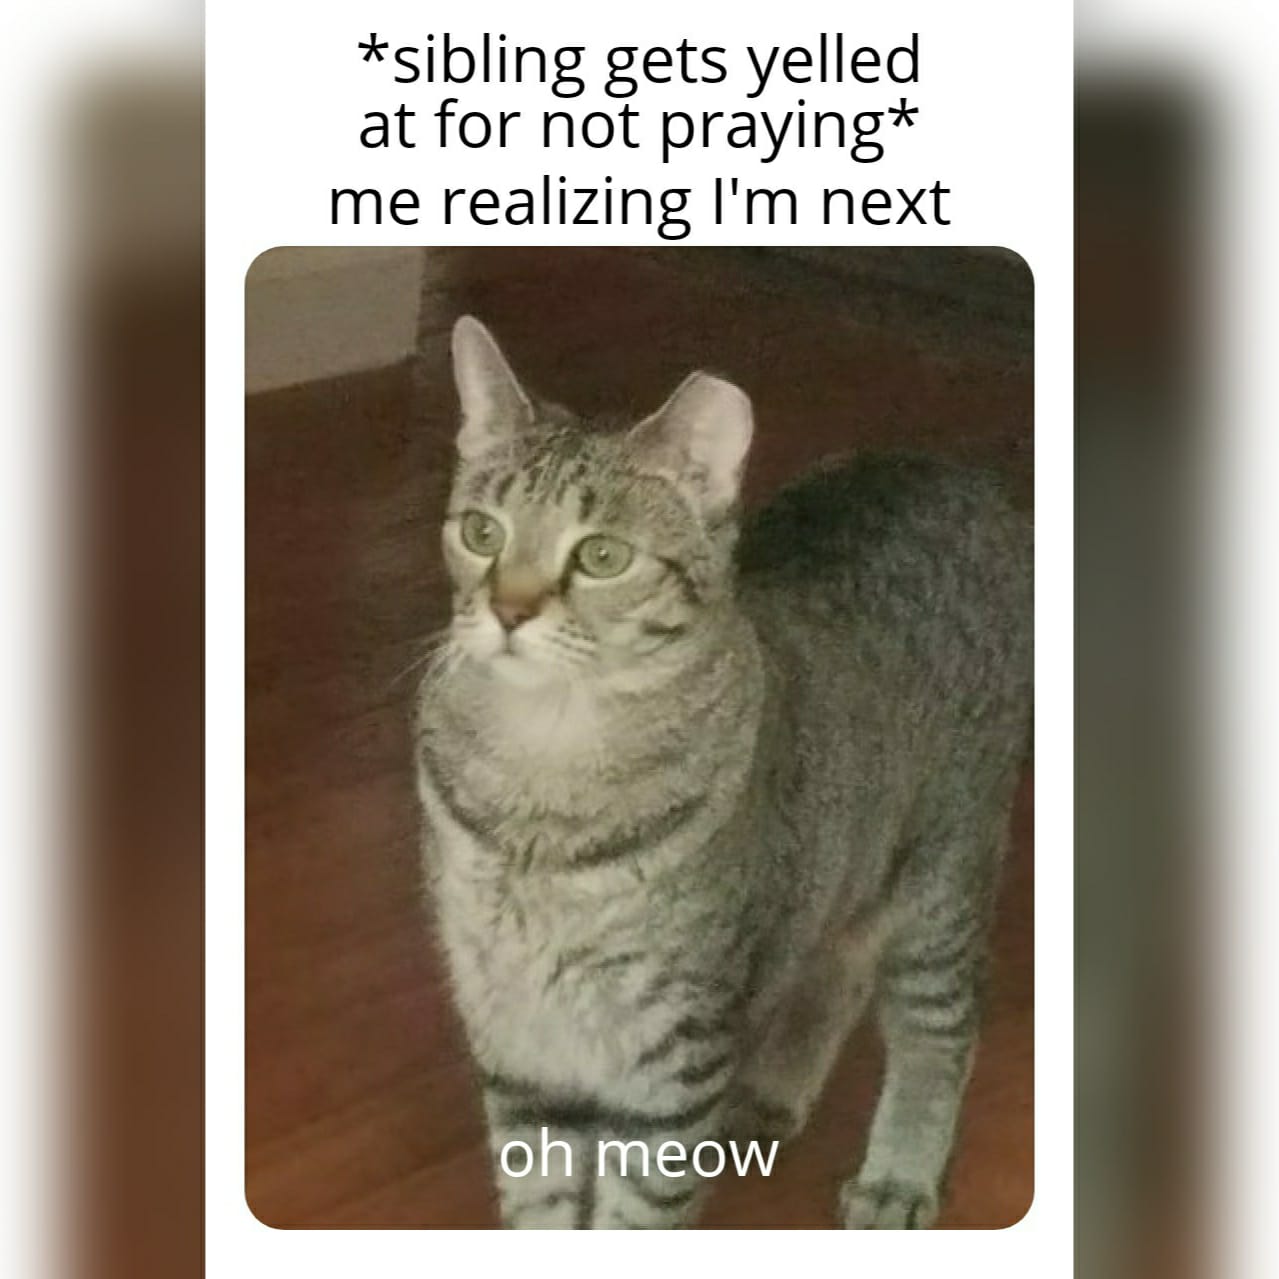 *sibling gets yelled
at for not praying*
me realizing I'm next
oh meow